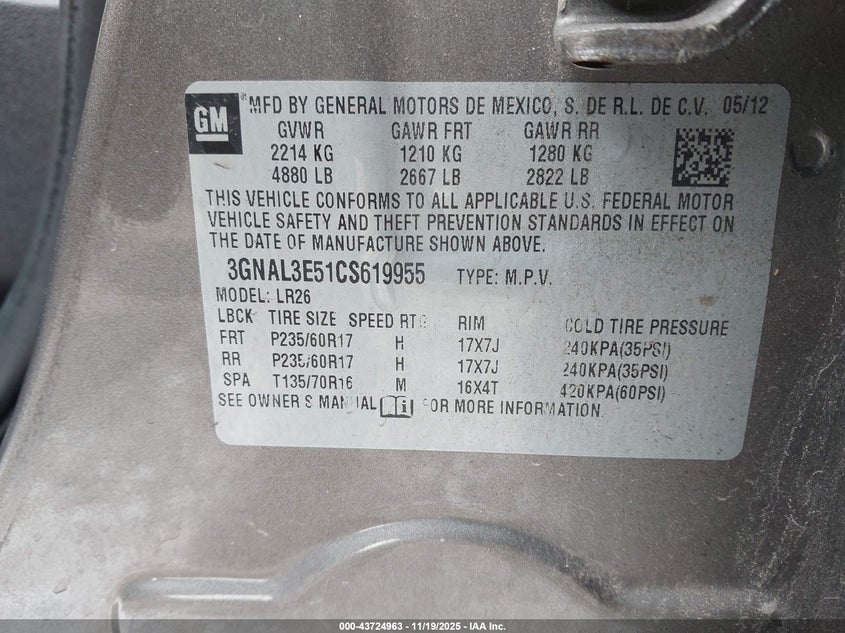 GM
*MFD BY GENERAL MOTORS DE MEXICO, S. DE R.L. DE C.V. 05/12
GVWR GAWR FRT GAWR RR
2214 KG 1210 KG 1280 KG
4880 LB 2667 LB 2822 LB
THIS VEHICLE CONFORMS TO ALL APPLICABLE U.S. FEDERAL MOTOR
VEHICLE SAFETY AND THEFT PREVENTION STANDARDS IN EFFECT ON
THE DATE OF MANUFACTURE SHOWN ABOVE.
3GNAL3E51CS619955 TYPE: M.P.V.
MODEL: LR26
LBCK TIRE SIZE SPEED RTG RIM COLD TIRE PRESSURE
FRT P235/60R17 H 17X7J 240KPA(35PSI)
RR P235/60R17 H 17X7J 240KPA(35PSI)
SPA T135/70R16 M 16X4T 420KPA(60PSI)
SEE OWNER'S MANUAL i FOR MORE INFORMATION.
000-43724963 - 11/19/2025 - IAA Inc.